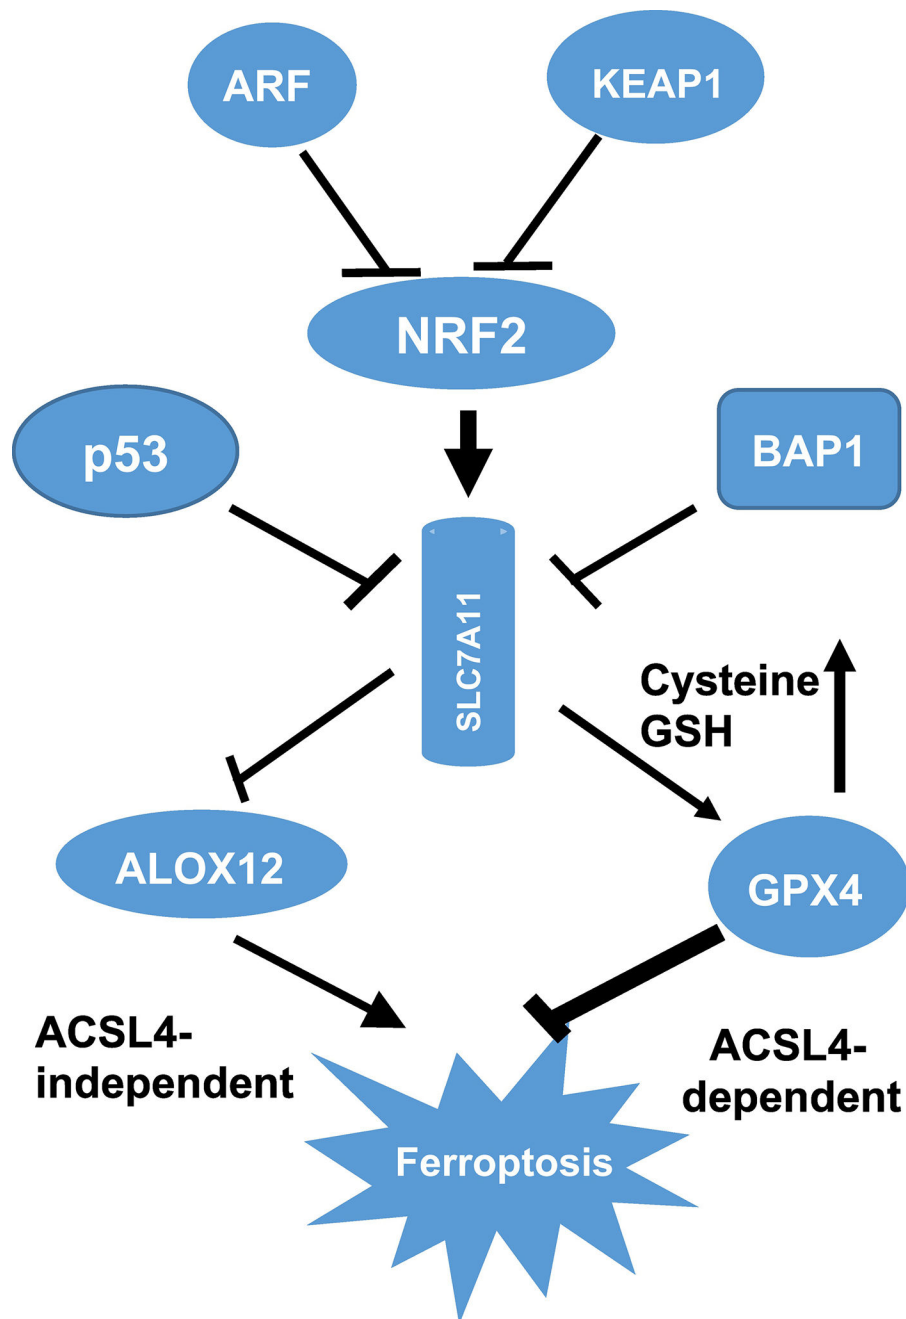 ARF
KEAP1
NRF2
p53
BAP1
SLC7A11
Cysteine
GSH
ALOX12
GPX4
ACSL4-
independent
ACSL4-
dependent
Ferroptosis